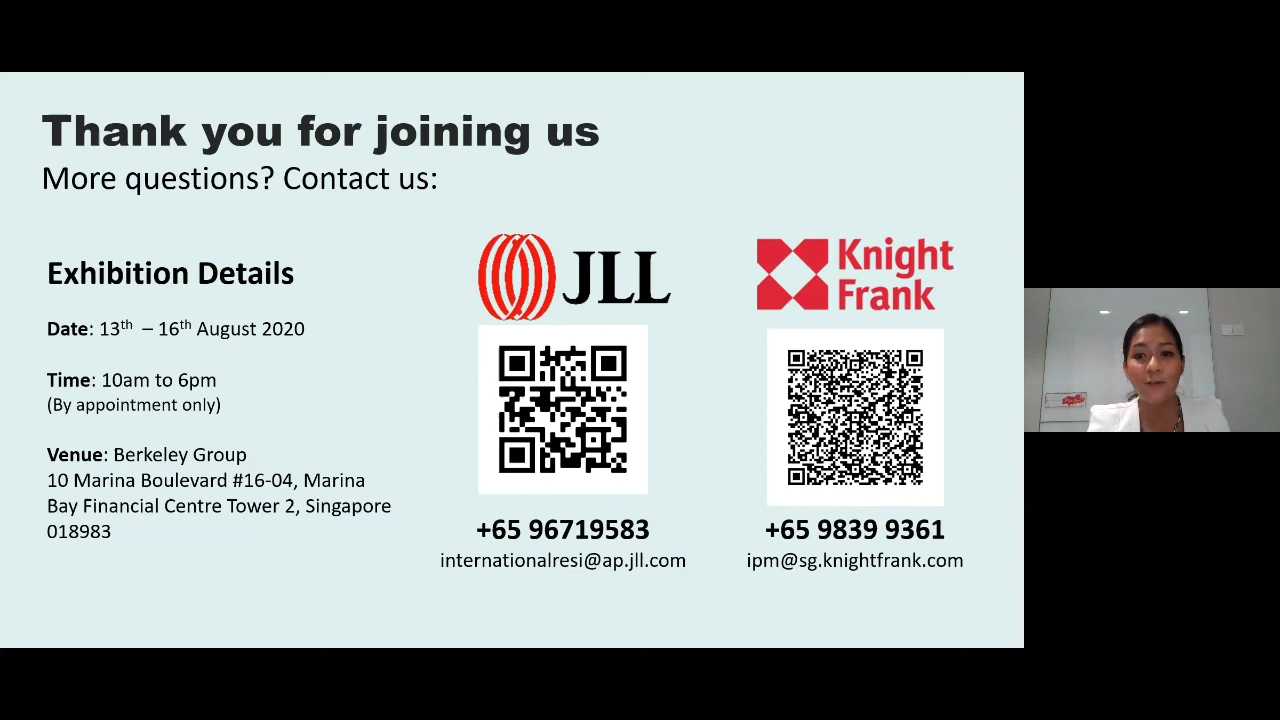 Thank you for joining us
More questions? Contact us:
Exhibition Details
Date: 13th – 16th August 2020
Time: 10am to 6pm
(By appointment only)
Venue: Berkeley Group
10 Marina Boulevard #16-04, Marina
Bay Financial Centre Tower 2, Singapore
018983
JLL
+65 96719583
internationalresi@ap.jll.com
Knight
Frank
+65 9839 9361
ipm@sg.knightfrank.com